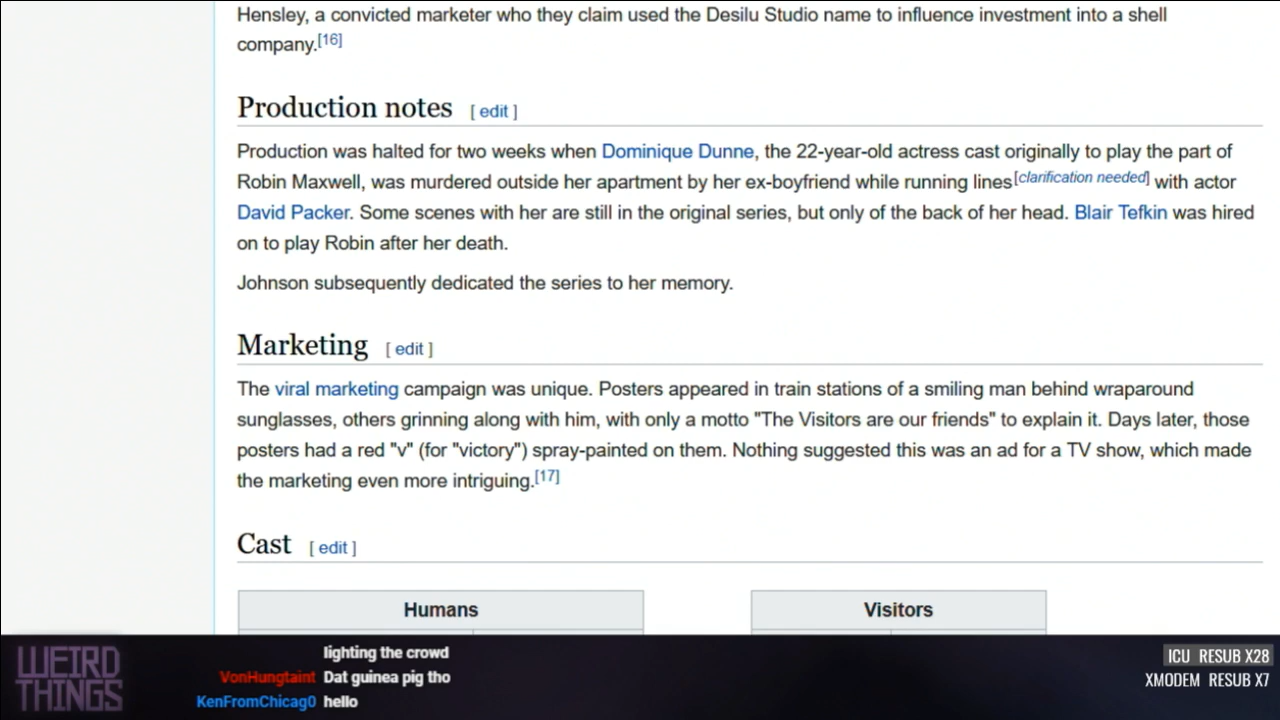 Hensley, a convicted marketer who they claim used the Desilu Studio name to influence investment into a shell
company.[16]
Production notes [ edit ]
Production was halted for two weeks when Dominique Dunne, the 22-year-old actress cast originally to play the part of
Robin Maxwell, was murdered outside her apartment by her ex-boyfriend while running lines[clarification needed] with actor
David Packer. Some scenes with her are still in the original series, but only of the back of her head. Blair Tefkin was hired
on to play Robin after her death.
Johnson subsequently dedicated the series to her memory.
Marketing [ edit ]
The viral marketing campaign was unique. Posters appeared in train stations of a smiling man behind wraparound
sunglasses, others grinning along with him, with only a motto "The Visitors are our friends" to explain it. Days later, those
posters had a red "v" (for "victory") spray-painted on them. Nothing suggested this was an ad for a TV show, which made
the marketing even more intriguing.[17]
Cast [ edit ]
Humans
Visitors
WEIRD
THINGS
lighting the crowd
VonHungtaint Dat guinea pig tho
KenFromChicag0 hello
ICU RESUB X28
XMODEM RESUB X7